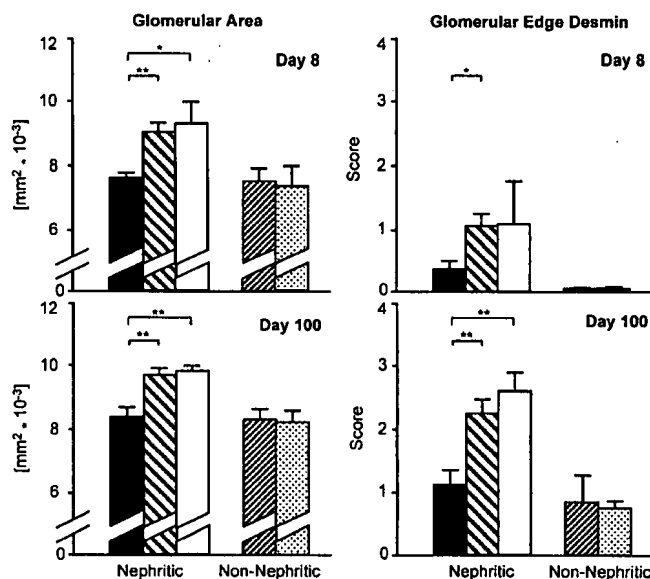 Glomerular Area
Glomerular Edge Desmin
12
10
8
6
0
[mm² * 10⁻³]
Day 8
*
**
4
3
2
1
0
Score
Day 8
*
12
10
8
6
0
[mm² * 10⁻³]
Day 100
**
**
Nephritic
Non-Nephritic
4
3
2
1
0
Score
Day 100
**
**
Nephritic
Non-Nephritic